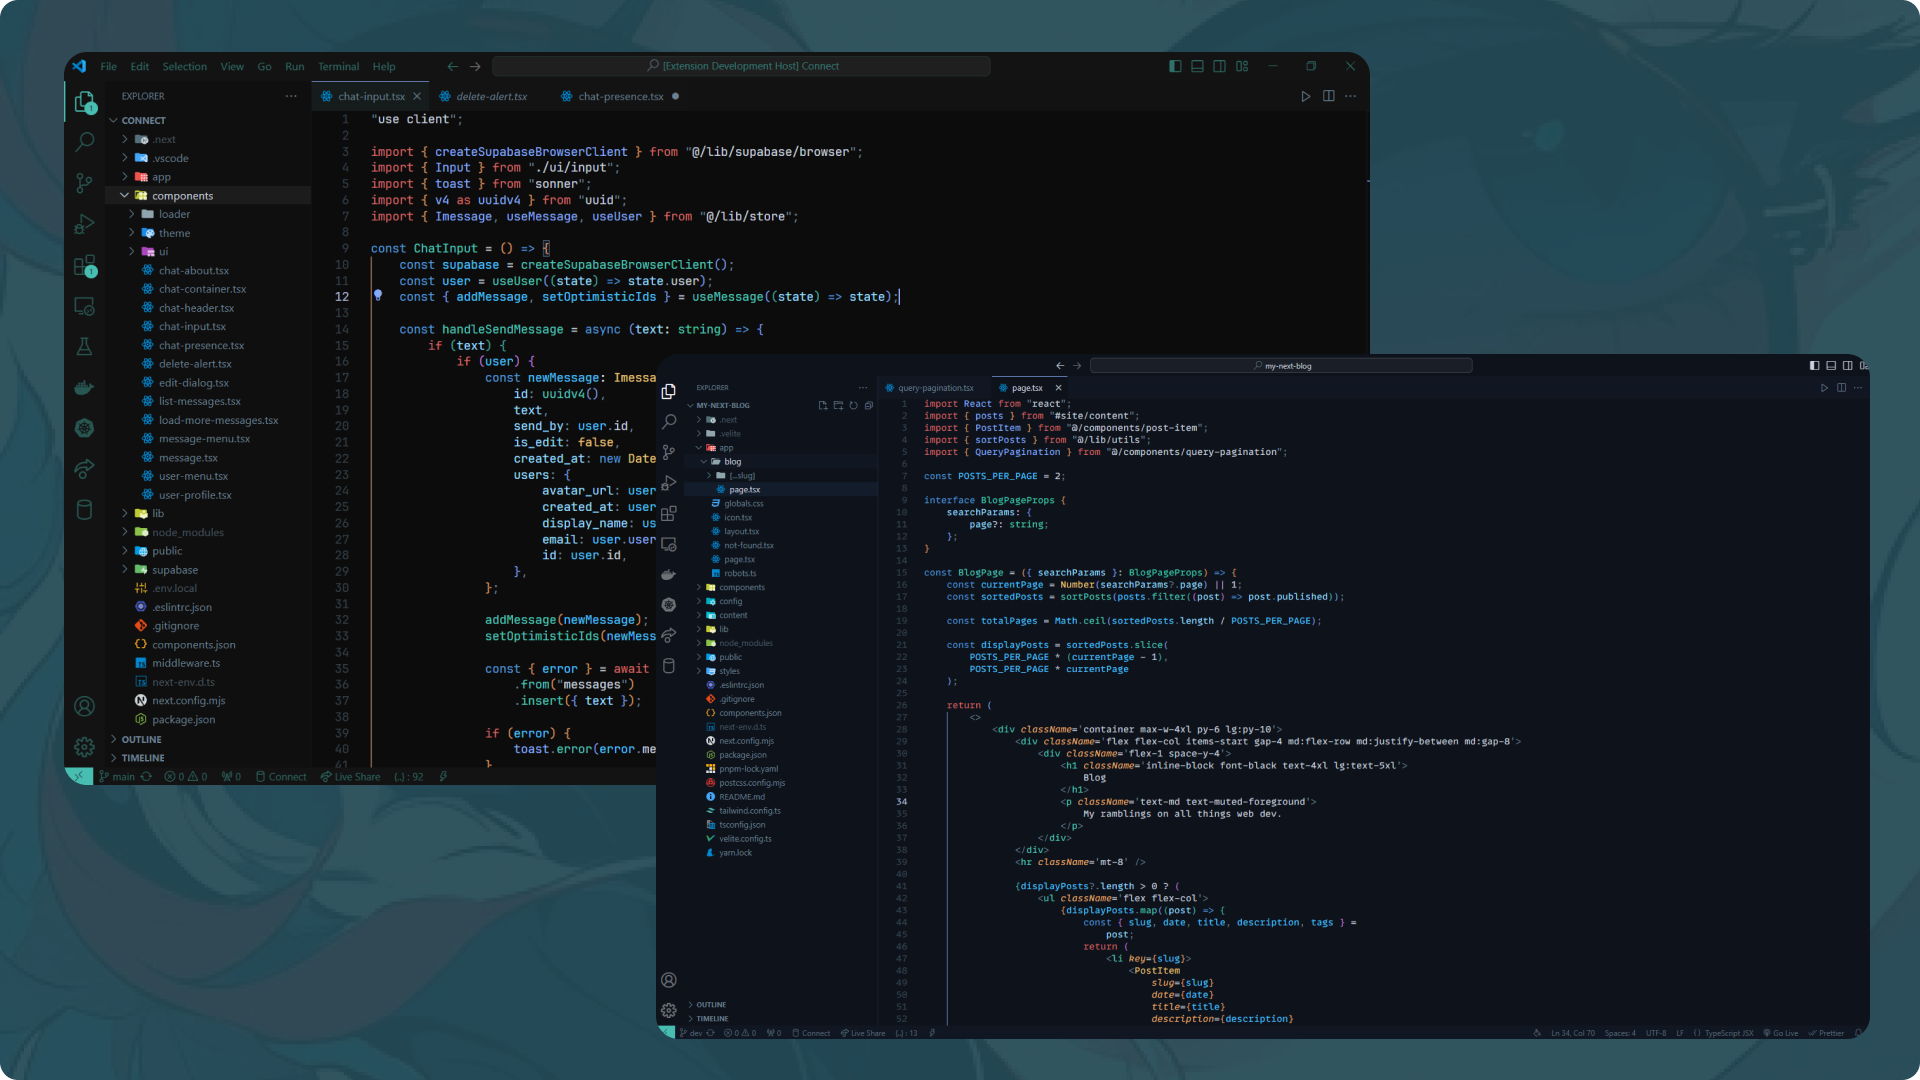 File Edit Selection View Go Run Terminal Help
[Extension Development Host] Connect
EXPLORER
CONNECT
.next
.vscode
app
components
loader
theme
ui
chat-about.tsx
chat-container.tsx
chat-header.tsx
chat-input.tsx
chat-presence.tsx
delete-alert.tsx
edit-dialog.tsx
list-messages.tsx
load-more-messages.tsx
message-menu.tsx
message.tsx
user-menu.tsx
user-profile.tsx
lib
node_modules
public
supabase
.env.local
.eslintrc.json
.gitignore
components.json
middleware.ts
next-env.d.ts
next.config.mjs
package.json
OUTLINE
TIMELINE
1
1
chat-input.tsx delete-alert.tsx chat-presence.tsx
1 "use client";
2
3 import { createSupabaseBrowserClient } from "@/lib/supabase/browser";
4 import { Input } from "./ui/input";
5 import { toast } from "sonner";
6 import { v4 as uuidv4 } from "uuid";
7 import { Imessage, useMessage, useUser } from "@/lib/store";
8
9 const ChatInput = () => {
10 const supabase = createSupabaseBrowserClient();
11 const user = useUser((state) => state.user);
12 const { addMessage, setOptimisticIds } = useMessage((state) => state);
13
14 const handleSendMessage = async (text: string) => {
15 if (text) {
16 if (user) {
17 const newMessage: Imessa
18 id: uuidv4(),
19 text,
20 send_by: user.id,
21 is_edit: false,
22 created_at: new Date
23 users: {
24 avatar_url: user
25 created_at: user
26 display_name: us
27 email: user.user
28 id: user.id,
29 },
30 };
31
32 addMessage(newMessage);
33 setOptimisticIds(newMess
34
35 const { error } = await
36 .from("messages")
37 .insert({ text });
38
39 if (error) {
40 toast.error(error.me
41 }
main 0 0 0 Connect Live Share {..} : 92
my-next-blog
EXPLORER
MY-NEXT-BLOG
.next
.velite
app
blog
[...slug]
page.tsx
globals.css
icon.tsx
layout.tsx
not-found.tsx
page.tsx
robots.ts
components
config
content
lib
node_modules
public
styles
.eslintrc.json
.gitignore
components.json
next-env.d.ts
next.config.mjs
package.json
pnpm-lock.yaml
postcss.config.mjs
README.md
tailwind.config.ts
tsconfig.json
velite.config.ts
yarn.lock
OUTLINE
TIMELINE
query-pagination.tsx page.tsx
1 import React from "react";
2 import { posts } from "#site/content";
3 import { PostItem } from "@/components/post-item";
4 import { sortPosts } from "@/lib/utils";
5 import { QueryPagination } from "@/components/query-pagination";
6
7 const POSTS_PER_PAGE = 2;
8
9 interface BlogPageProps {
10 searchParams: {
11 page?: string;
12 };
13 }
14
15 const BlogPage = ({ searchParams }: BlogPageProps) => {
16 const currentPage = Number(searchParams?.page) || 1;
17 const sortedPosts = sortPosts(posts.filter((post) => post.published));
18
19 const totalPages = Math.ceil(sortedPosts.length / POSTS_PER_PAGE);
20
21 const displayPosts = sortedPosts.slice(
22 POSTS_PER_PAGE * (currentPage - 1),
23 POSTS_PER_PAGE * currentPage
24 );
25
26 return (
27 <>
28 <div className='container max-w-4xl py-6 lg:py-10'>
29 <div className='flex flex-col items-start gap-4 md:flex-row md:justify-between md:gap-8'>
30 <div className='flex-1 space-y-4'>
31 <h1 className='inline-block font-black text-4xl lg:text-5xl'>
32 Blog
33 </h1>
34 <p className='text-md text-muted-foreground'>
35 My ramblings on all things web dev.
36 </p>
37 </div>
38 </div>
39 <hr className='mt-8' />
40
41 {displayPosts?.length > 0 ? (
42 <ul className='flex flex-col'>
43 {displayPosts.map((post) => {
44 const { slug, date, title, description, tags } =
45 post;
46 return (
47 <li key={slug}>
48 <PostItem
49 slug={slug}
50 date={date}
51 title={title}
52 description={description}
dev 0 0 0 Connect Live Share {..} : 13 Ln 34, Col 70 Spaces: 4 UTF-8 LF {} TypeScript JSX Go Live Prettier